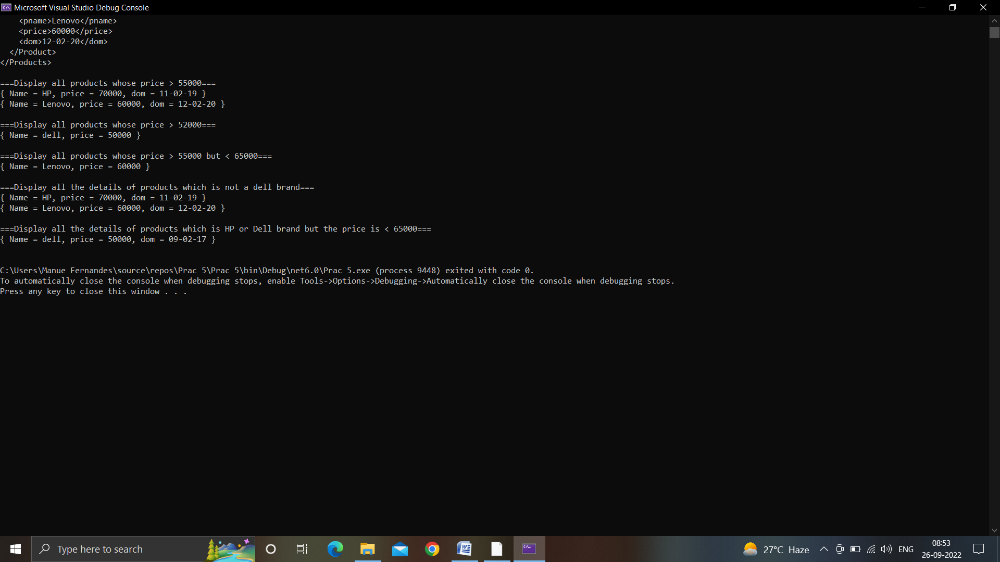 Microsoft Visual Studio Debug Console
    <pname>Lenovo</pname>
    <price>60000</price>
    <dom>12-02-20</dom>
  </Product>
</Products>

===Display all products whose price > 55000===
{ Name = HP, price = 70000, dom = 11-02-19 }
{ Name = Lenovo, price = 60000, dom = 12-02-20 }

===Display all products whose price > 52000===
{ Name = dell, price = 50000 }

===Display all products whose price > 55000 but < 65000===
{ Name = Lenovo, price = 60000 }

===Display all the details of products which is not a dell brand===
{ Name = HP, price = 70000, dom = 11-02-19 }
{ Name = Lenovo, price = 60000, dom = 12-02-20 }

===Display all the details of products which is HP or Dell brand but the price is < 65000===
{ Name = dell, price = 50000, dom = 09-02-17 }

C:\Users\Manue Fernandes\source\repos\Prac 5\Prac 5\bin\Debug\net6.0\Prac 5.exe (process 9448) exited with code 0.
To automatically close the console when debugging stops, enable Tools->Options->Debugging->Automatically close the console when debugging stops.
Press any key to close this window . . .
Type here to search
27°C Haze
ENG
08:53
26-09-2022